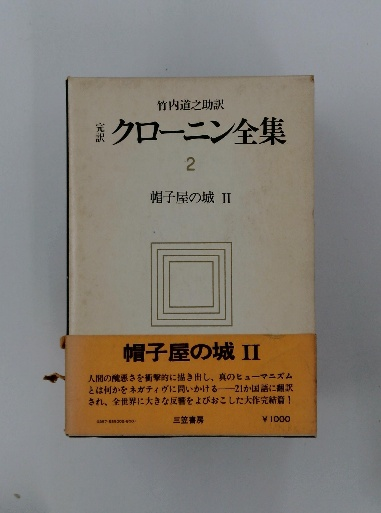 竹内道之助訳
完訳 クローニン全集
2
帽子屋の城 II
帽子屋の城 II
人間の醜悪さを衝撃的に描き出し、真のヒューマニズム
とは何かをネガティヴに問いかける──21か国語に翻訳
され、全世界に大きな反響をよびおこした大作完結篇！
三笠書房
¥1000